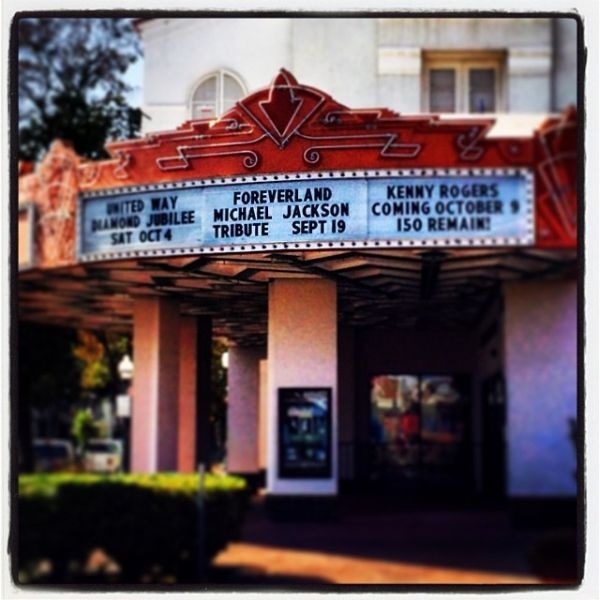 UNITED WAY
DIAMOND JUBILEE
SAT OCT 4
FOREVERLAND
MICHAEL JACKSON
TRIBUTE SEPT 19
KENNY ROGERS
COMING OCTOBER 9
150 REMAIN!